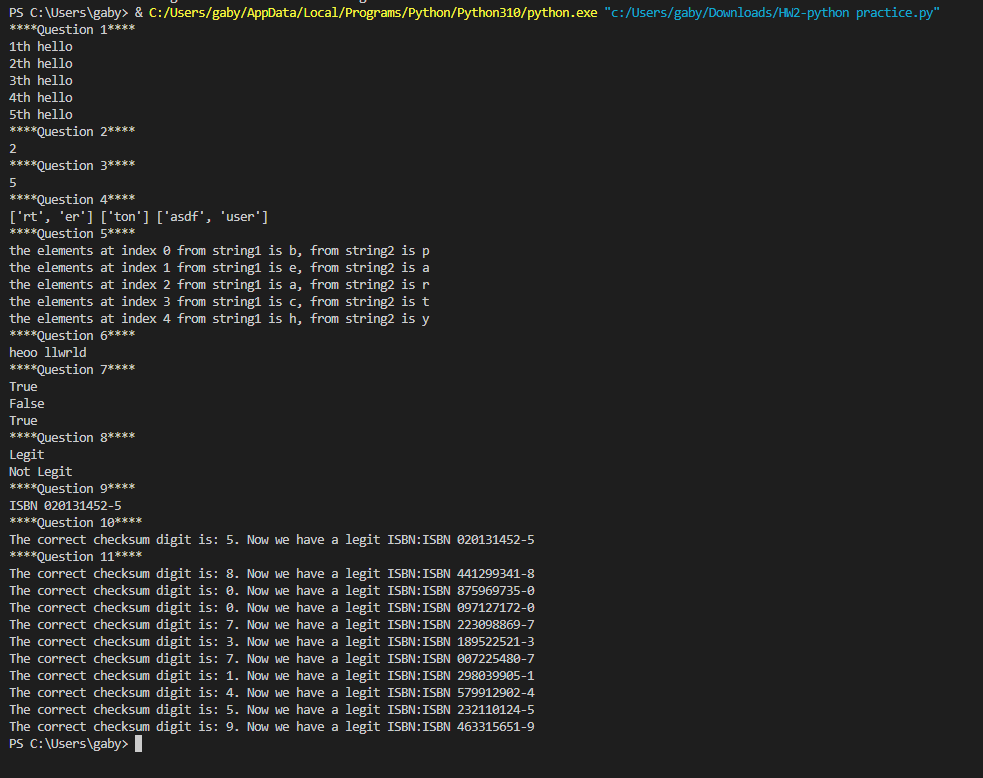 PS C:\Users\gaby> & C:/Users/gaby/AppData/Local/Programs/Python/Python310/python.exe "c:/Users/gaby/Downloads/HW2-python practice.py"
****Question 1****
1th hello
2th hello
3th hello
4th hello
5th hello
****Question 2****
2
****Question 3****
5
****Question 4****
['rt', 'er'] ['ton'] ['asdf', 'user']
****Question 5****
the elements at index 0 from string1 is b, from string2 is p
the elements at index 1 from string1 is e, from string2 is a
the elements at index 2 from string1 is a, from string2 is r
the elements at index 3 from string1 is c, from string2 is t
the elements at index 4 from string1 is h, from string2 is y
****Question 6****
heoo llwrld
****Question 7****
True
False
True
****Question 8****
Legit
Not Legit
****Question 9****
ISBN 020131452-5
****Question 10****
The correct checksum digit is: 5. Now we have a legit ISBN:ISBN 020131452-5
****Question 11****
The correct checksum digit is: 8. Now we have a legit ISBN:ISBN 441299341-8
The correct checksum digit is: 0. Now we have a legit ISBN:ISBN 875969735-0
The correct checksum digit is: 0. Now we have a legit ISBN:ISBN 097127172-0
The correct checksum digit is: 7. Now we have a legit ISBN:ISBN 223098869-7
The correct checksum digit is: 3. Now we have a legit ISBN:ISBN 189522521-3
The correct checksum digit is: 7. Now we have a legit ISBN:ISBN 007225480-7
The correct checksum digit is: 1. Now we have a legit ISBN:ISBN 298039905-1
The correct checksum digit is: 4. Now we have a legit ISBN:ISBN 579912902-4
The correct checksum digit is: 5. Now we have a legit ISBN:ISBN 232110124-5
The correct checksum digit is: 9. Now we have a legit ISBN:ISBN 463315651-9
PS C:\Users\gaby>